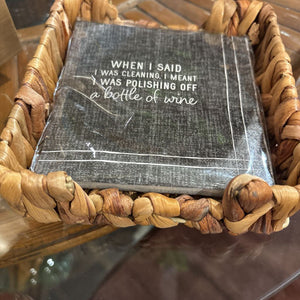 WHEN I SAID
I WAS CLEANING, I MEANT
I WAS POLISHING OFF
a bottle of wine